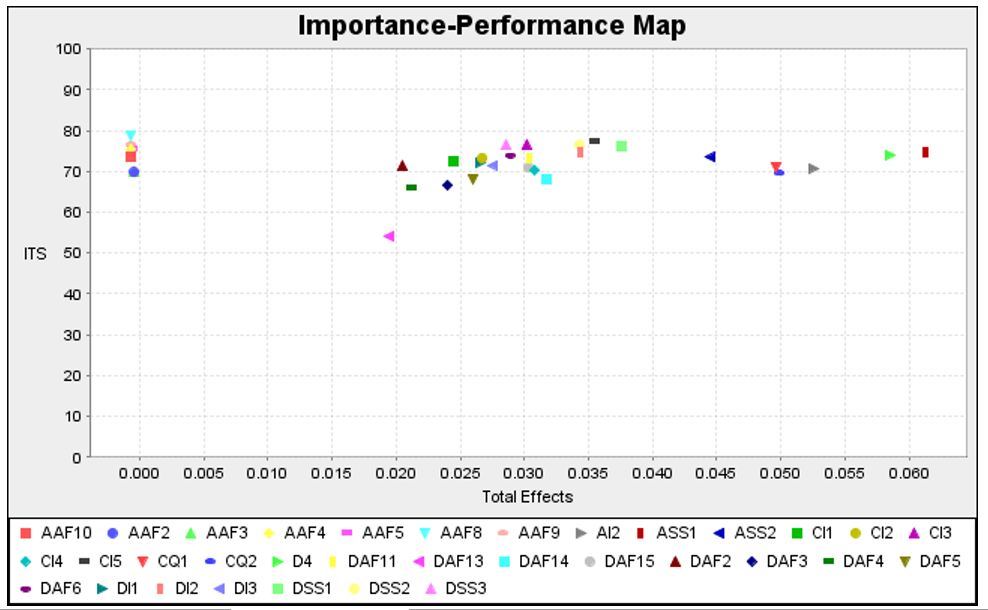 Importance-Performance Map
100
90
80
70
60
ITS
50
40
30
20
10
0
0.000 0.005 0.010 0.015 0.020 0.025 0.030 0.035 0.040 0.045 0.050 0.055 0.060
Total Effects
AAF10 AAF2 AAF3 AAF4 AAF5 AAF8 AAF9 AI2 ASS1 ASS2 CI1 CI2 CI3
CI4 CI5 CQ1 CQ2 D4 DAF11 DAF13 DAF14 DAF15 DAF2 DAF3 DAF4 DAF5
DAF6 DI1 DI2 DI3 DSS1 DSS2 DSS3